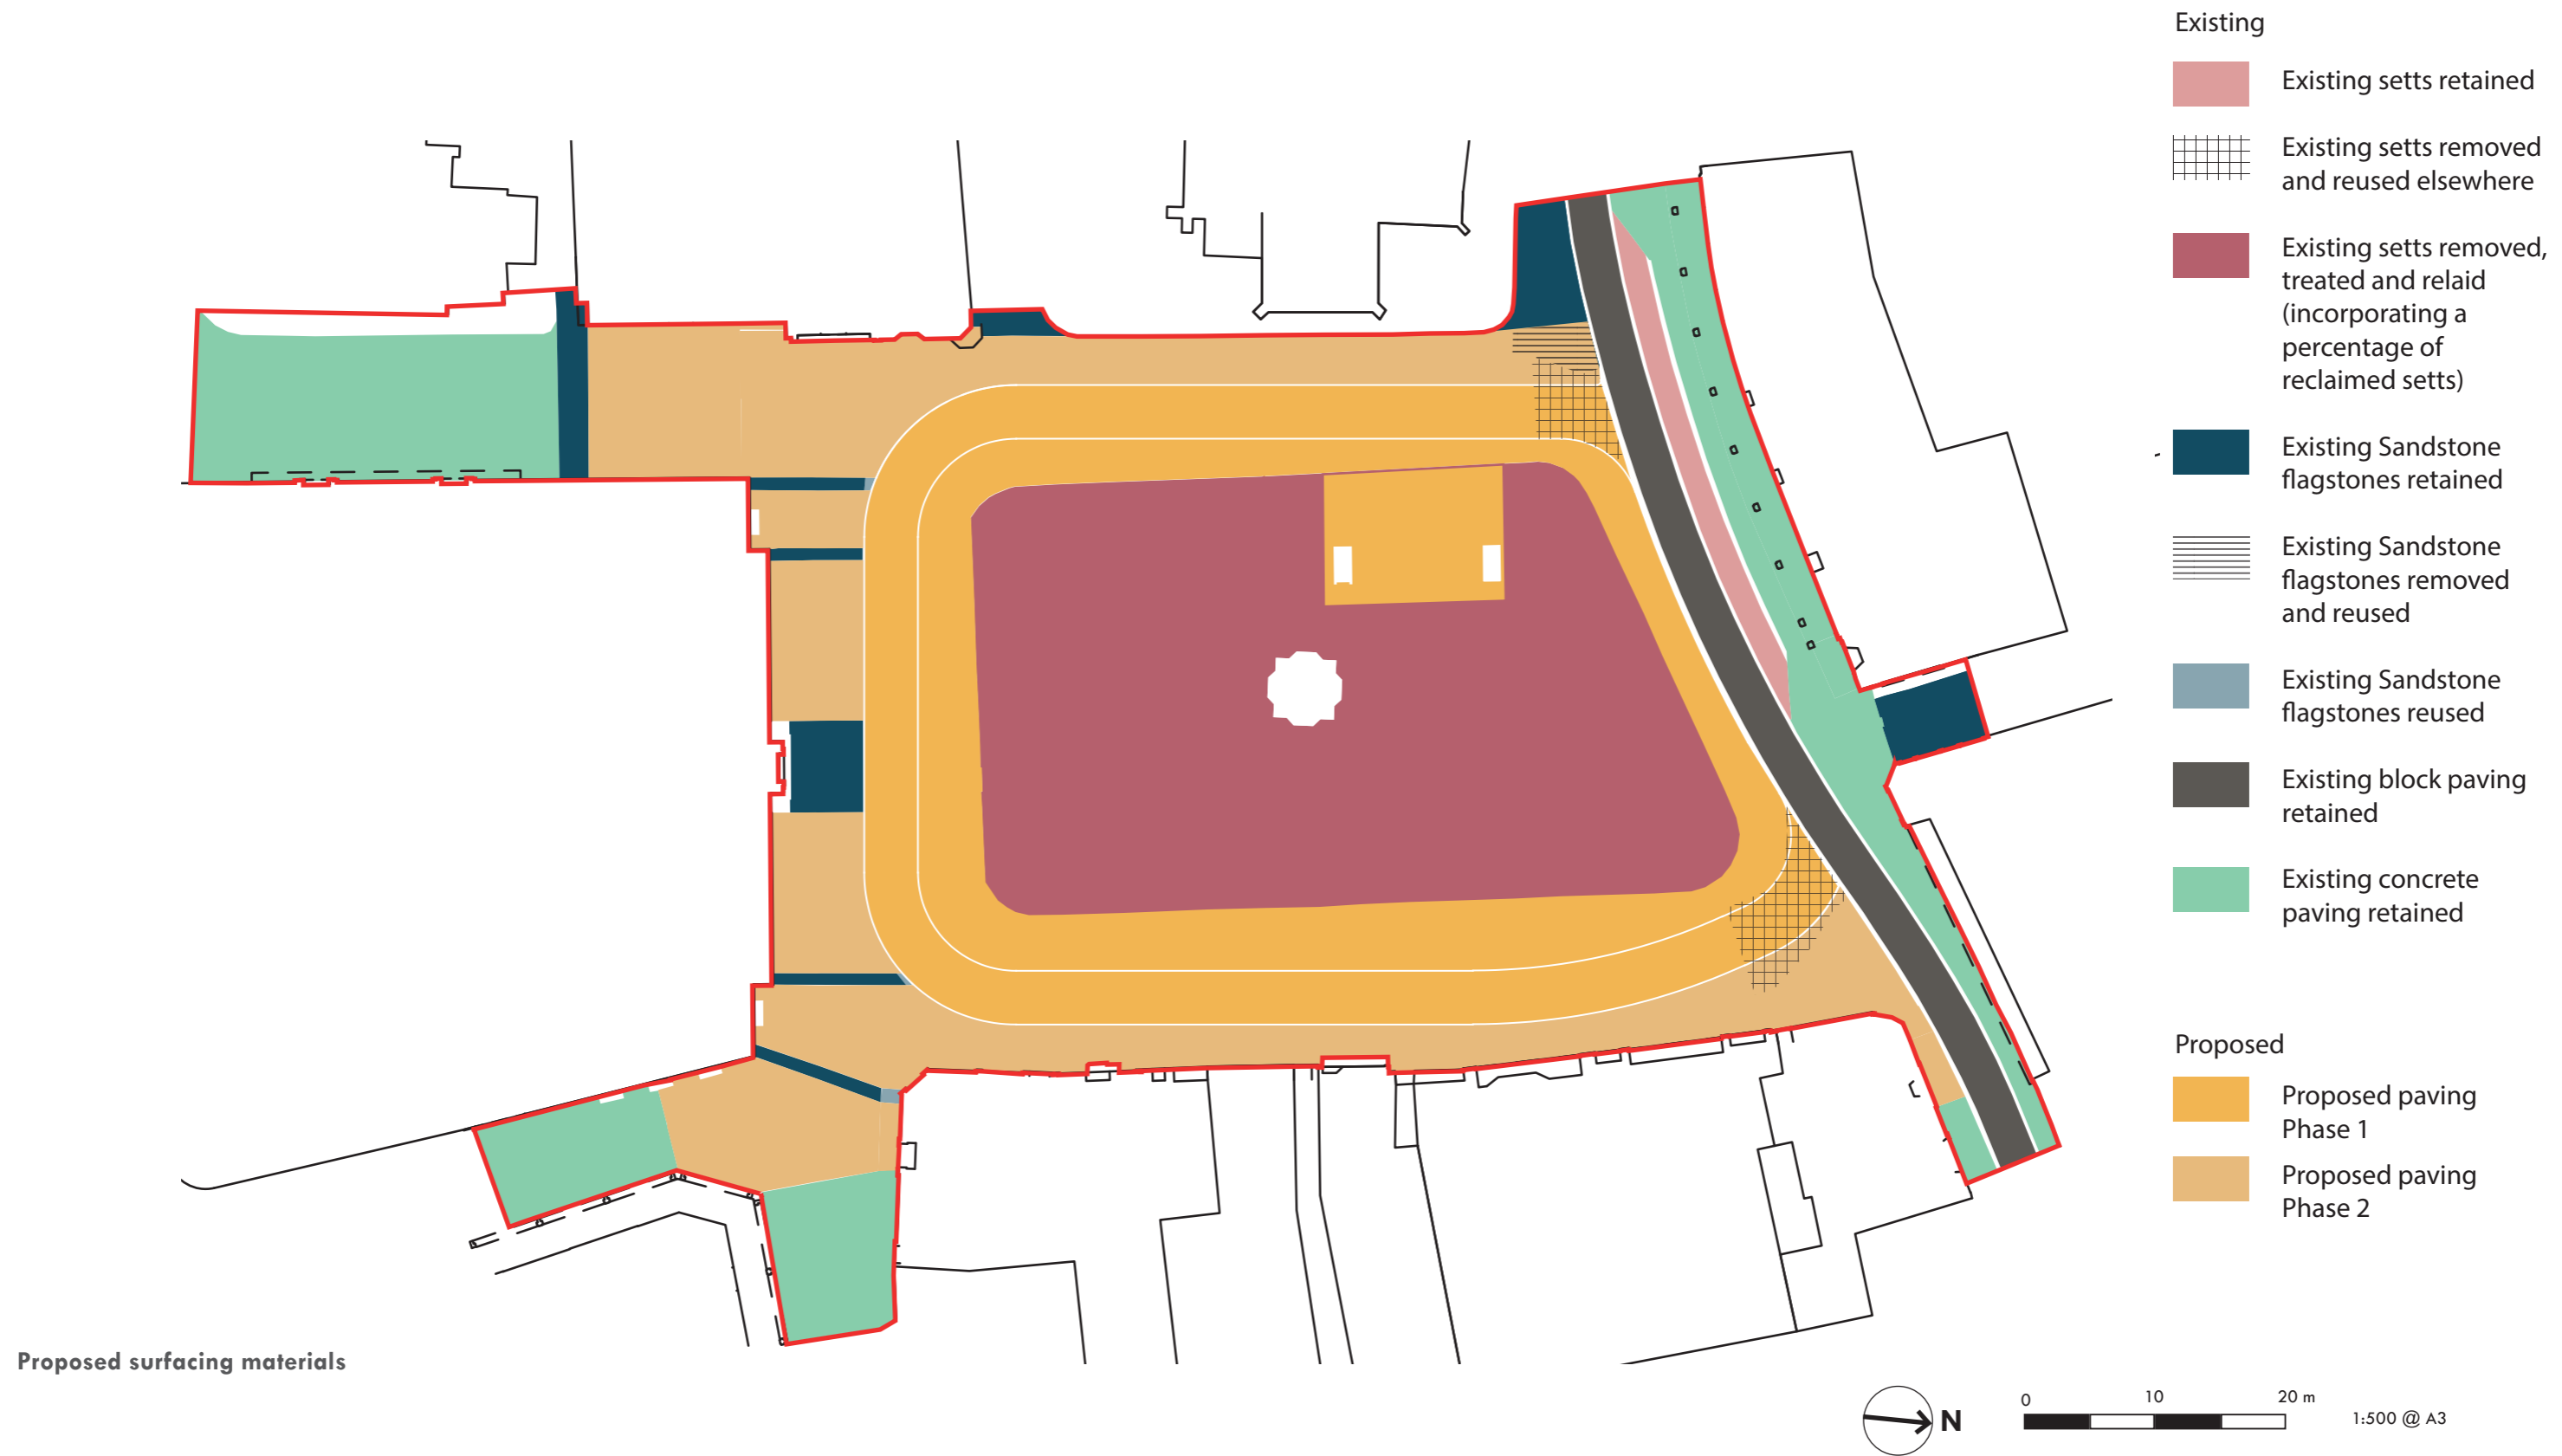 Existing
Existing setts retained
Existing setts removed
and reused elsewhere
Existing setts removed,
treated and relaid
(incorporating a
percentage of
reclaimed setts)
Existing Sandstone
flagstones retained
Existing Sandstone
flagstones removed
and reused
Existing Sandstone
flagstones reused
Existing block paving
retained
Existing concrete
paving retained
Proposed
Proposed paving
Phase 1
Proposed paving
Phase 2
Proposed surfacing materials
N
0 10 20 m
1:500 @ A3